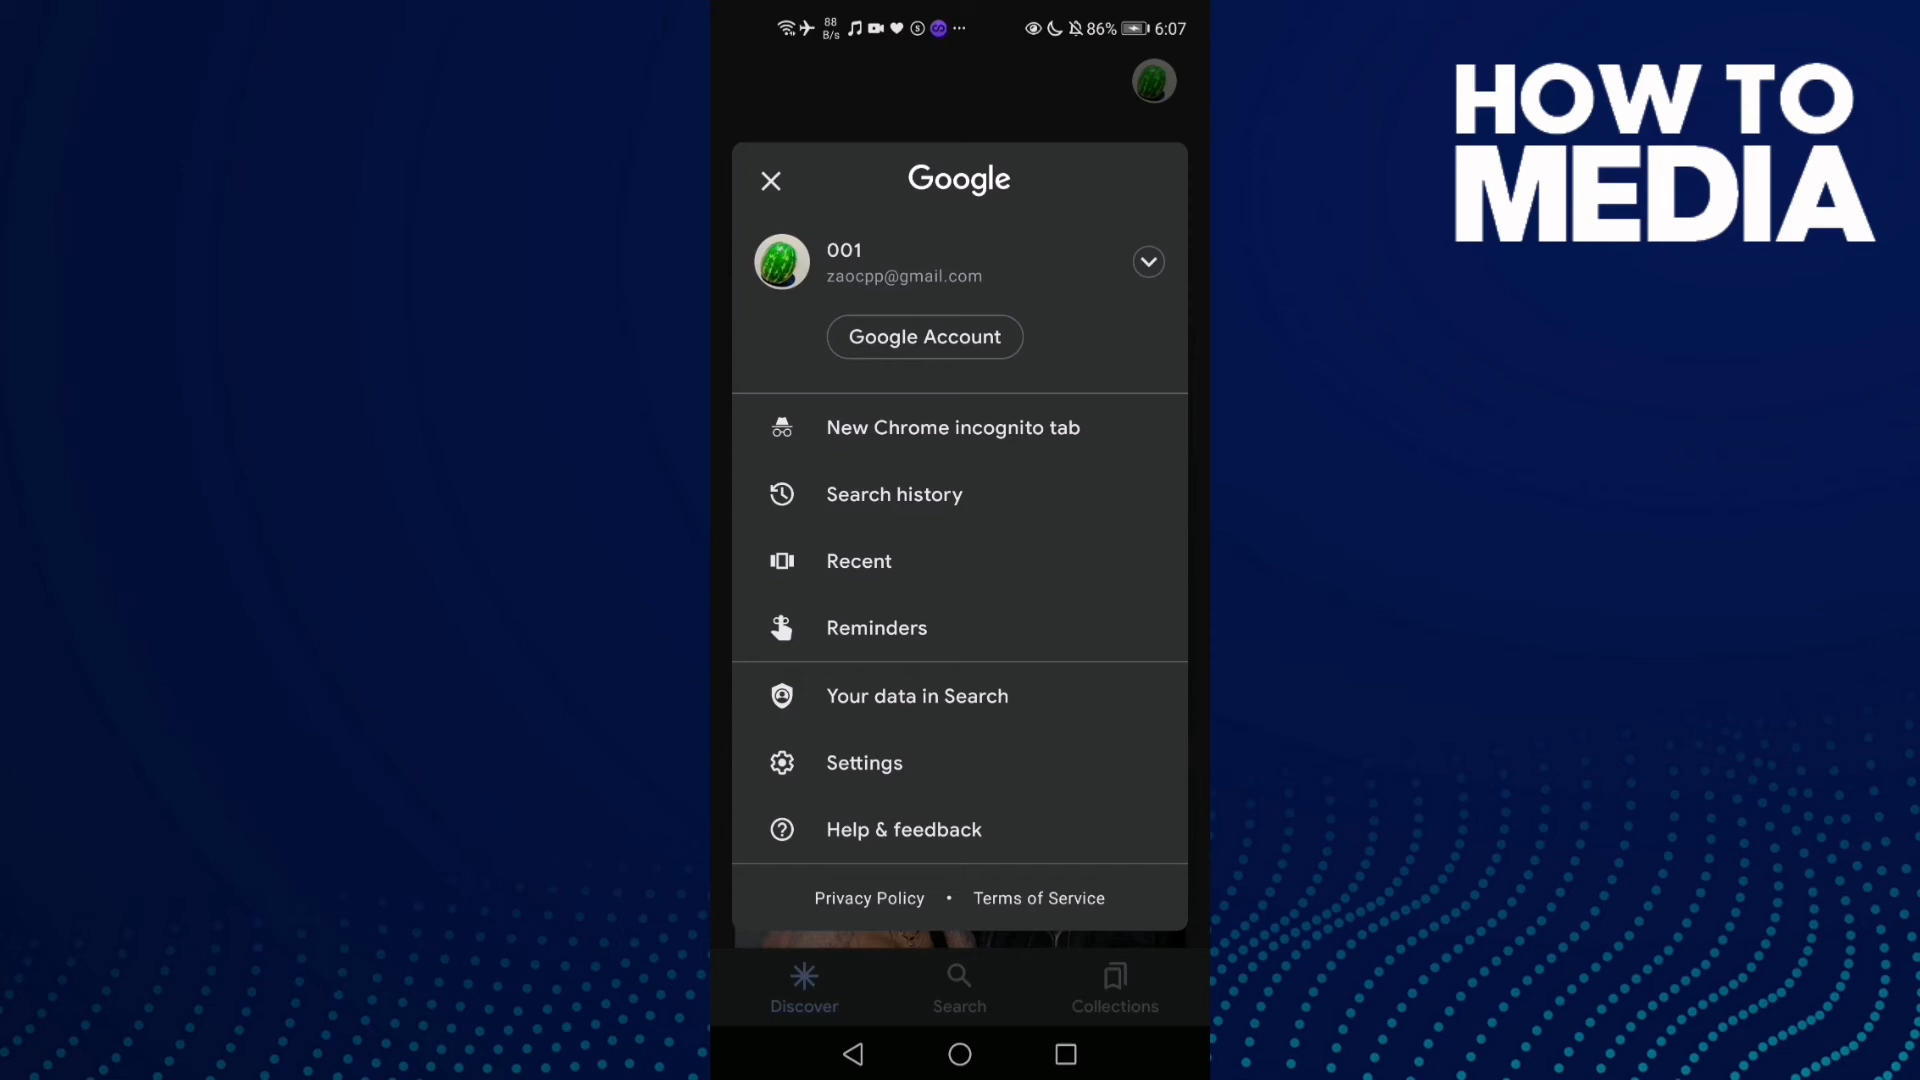 88
B/s
86%
6:07
HOW TO
MEDIA
Google
001
zaocpp@gmail.com
Google Account
New Chrome incognito tab
Search history
Recent
Reminders
Your data in Search
Settings
Help & feedback
Privacy Policy • Terms of Service
Discover
Search
Collections